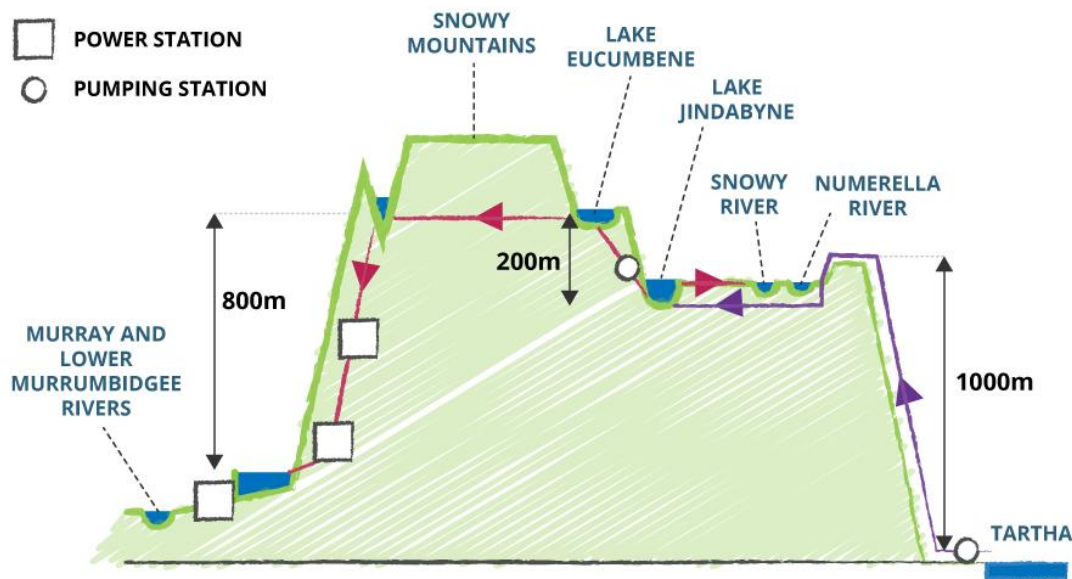 POWER STATION
PUMPING STATION
SNOWY
MOUNTAINS
LAKE
EUCUMBENE
LAKE
JINDABYNE
SNOWY
RIVER
NUMERELLA
RIVER
800m
200m
1000m
MURRAY AND
LOWER
MURRUMBIDGEE
RIVERS
TARTHA